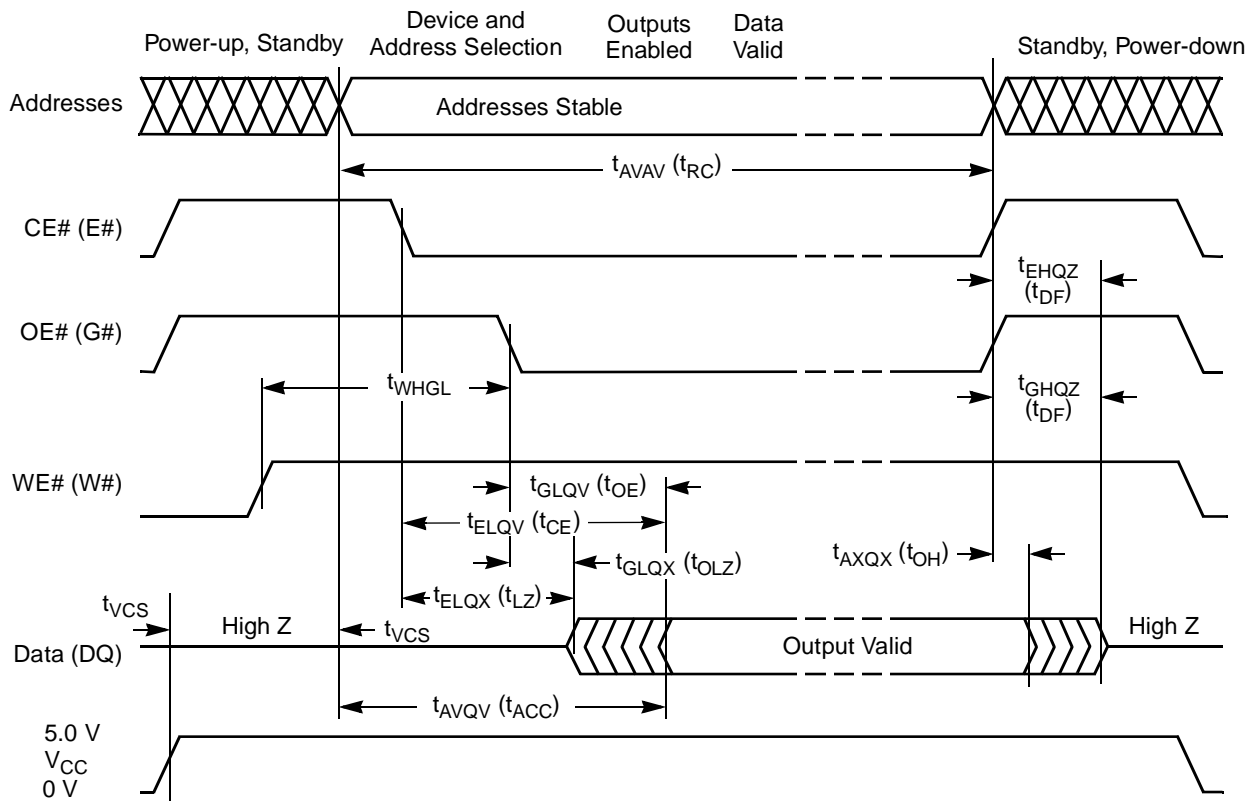 Power-up, Standby
Device and
Address Selection
Outputs
Enabled
Data
Valid
Standby, Power-down
Addresses
Addresses Stable
tAVAV (tRC)
CE# (E#)
tEHQZ
(tDF)
OE# (G#)
tWHGL
tGHQZ
(tDF)
WE# (W#)
tGLQV (tOE)
tELQV (tCE)
tAXQX (tOH)
tGLQX (tOLZ)
tELQX (tLZ)
tVCS
High Z
tVCS
Data (DQ)
Output Valid
High Z
tAVQV (tACC)
5.0 V
VCC
0 V